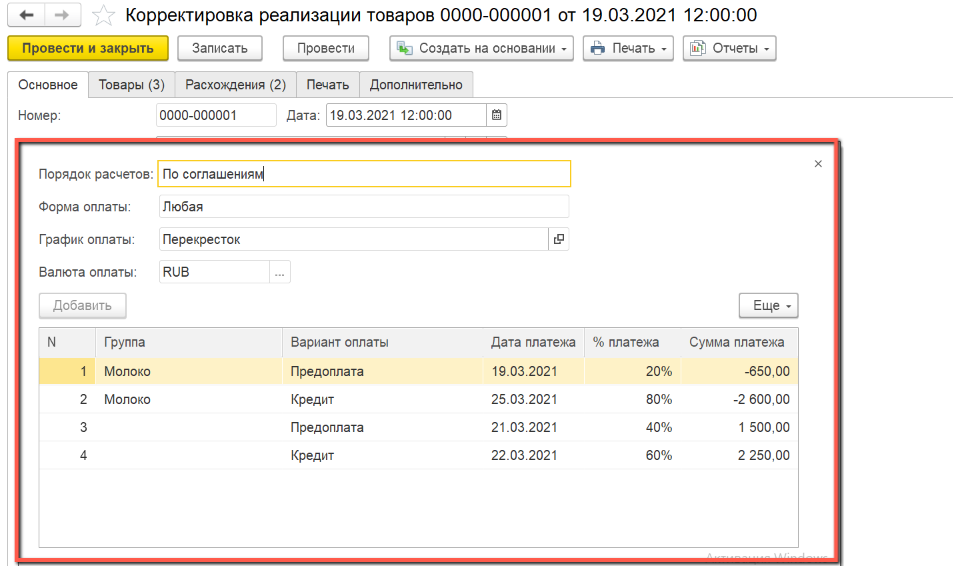 Корректировка реализации товаров 0000-000001 от 19.03.2021 12:00:00
Провести и закрыть Записать Провести Создать на основании Печать Отчеты
Основное Товары (3) Расхождения (2) Печать Дополнительно
Номер: 0000-000001 Дата: 19.03.2021 12:00:00
Порядок расчетов: По соглашениям
Форма оплаты: Любая
График оплаты: Перекресток
Валюта оплаты: RUB ...
Добавить Еще
N Группа Вариант оплаты Дата платежа % платежа Сумма платежа
1 Молоко Предоплата 19.03.2021 20% -650,00
2 Молоко Кредит 25.03.2021 80% -2 600,00
3 Предоплата 21.03.2021 40% 1 500,00
4 Кредит 22.03.2021 60% 2 250,00
Активация Windows